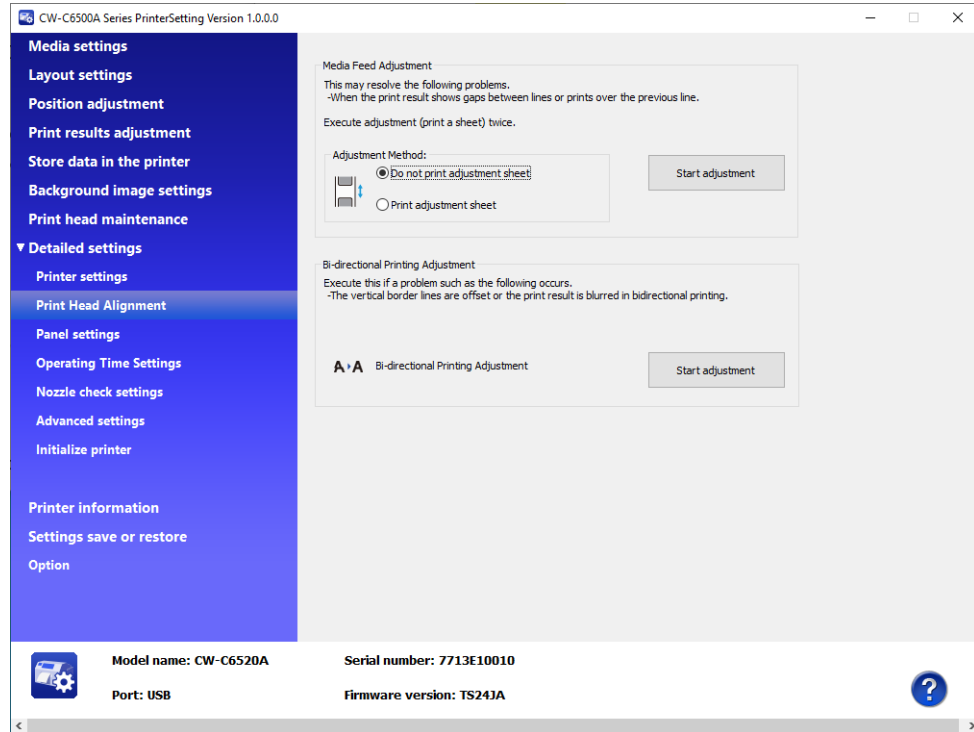 CW-C6500A Series PrinterSetting Version 1.0.0.0
Media settings
Layout settings
Position adjustment
Print results adjustment
Store data in the printer
Background image settings
Print head maintenance
▼ Detailed settings
Printer settings
Print Head Alignment
Panel settings
Operating Time Settings
Nozzle check settings
Advanced settings
Initialize printer
Printer information
Settings save or restore
Option
Media Feed Adjustment
This may resolve the following problems.
-When the print result shows gaps between lines or prints over the previous line.
Execute adjustment (print a sheet) twice.
Adjustment Method:
Do not print adjustment sheet
Print adjustment sheet
Start adjustment
Bi-directional Printing Adjustment
Execute this if a problem such as the following occurs.
-The vertical border lines are offset or the print result is blurred in bidirectional printing.
A A Bi-directional Printing Adjustment
Start adjustment
Model name: CW-C6520A
Serial number: 7713E10010
Port: USB
Firmware version: TS24JA
?